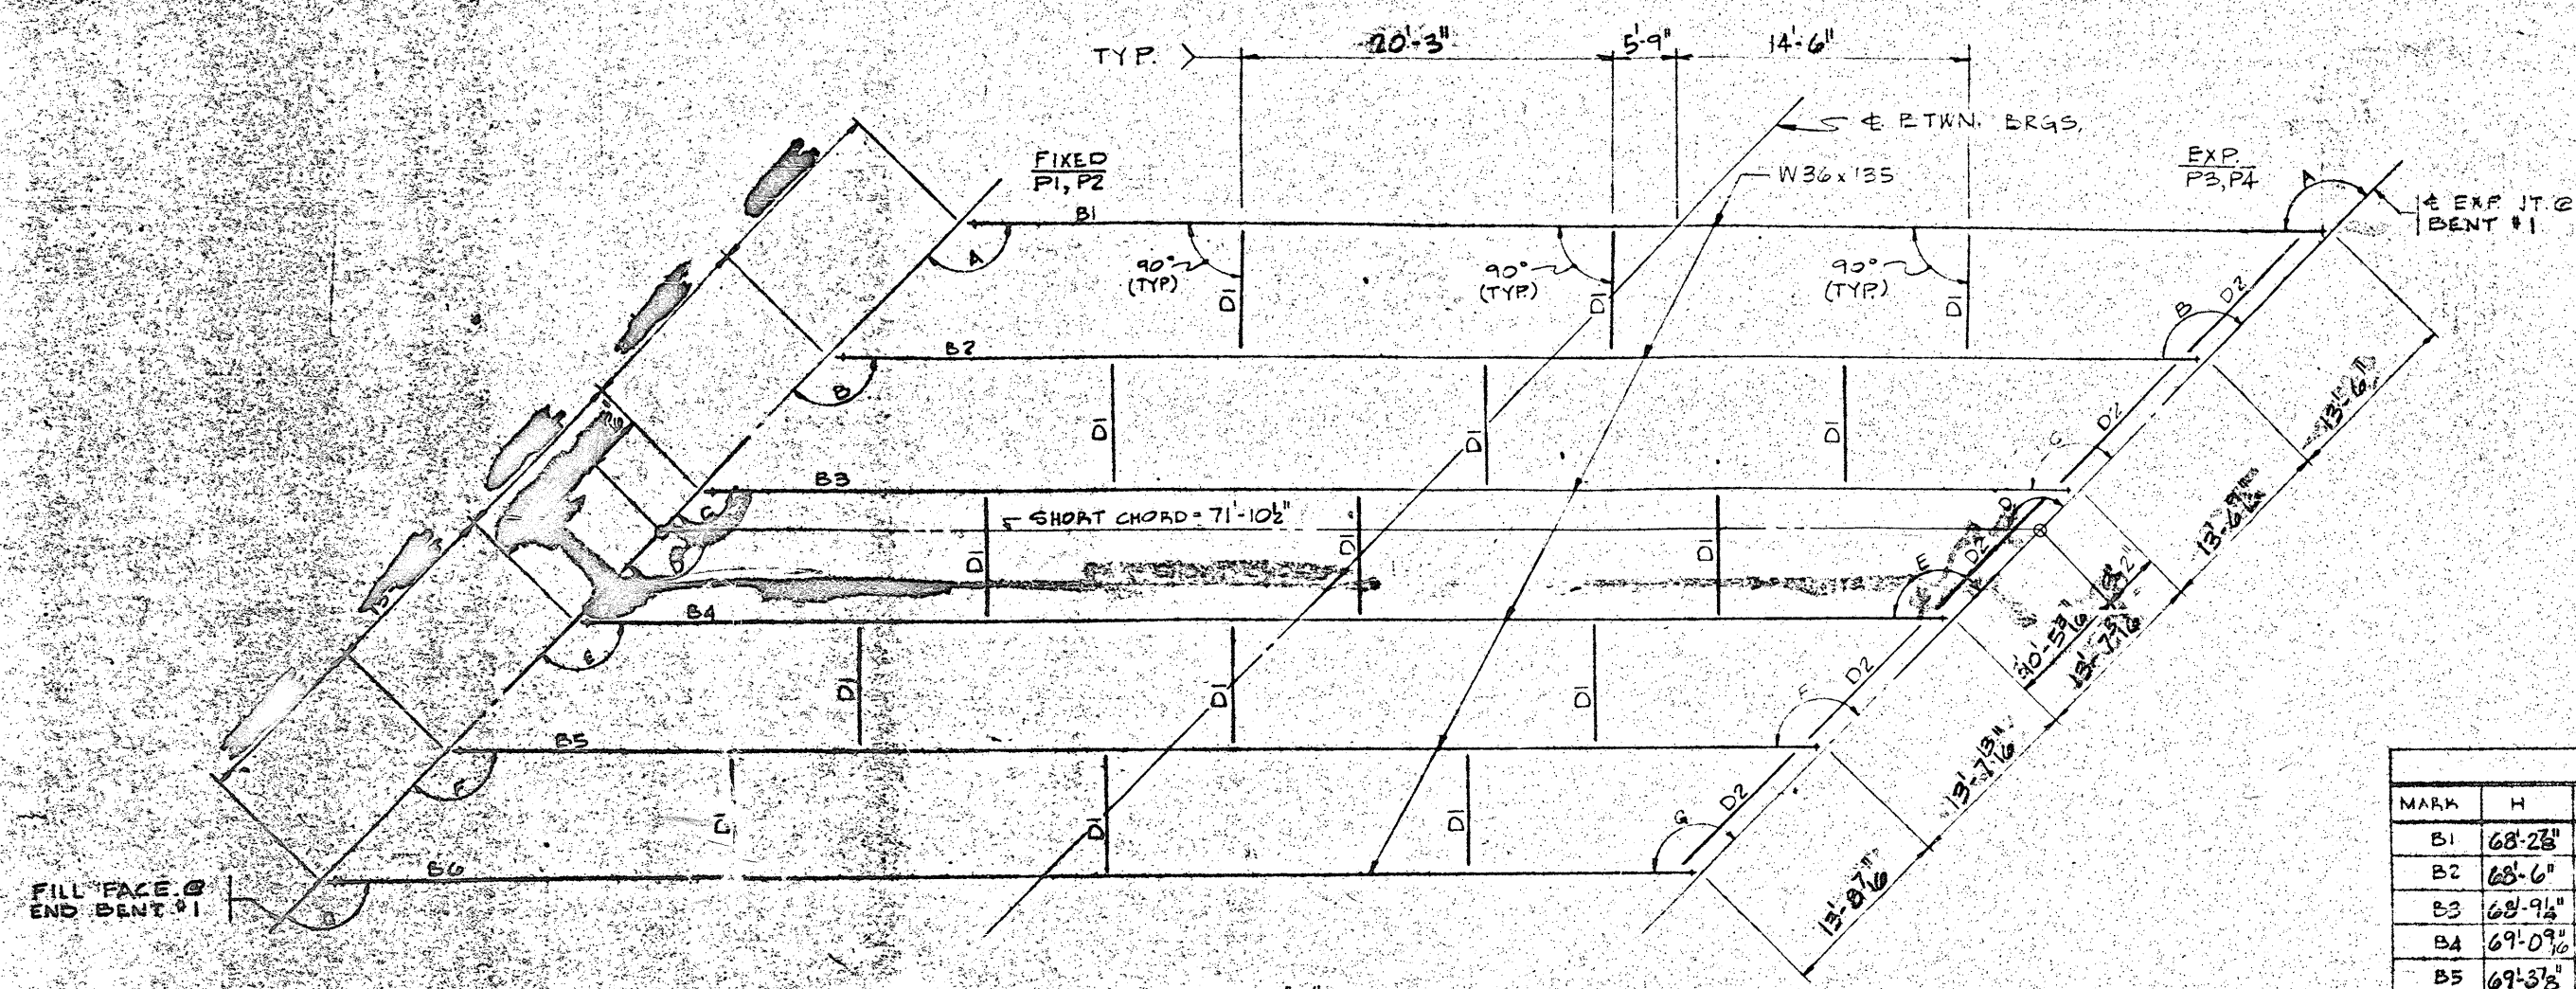 TYP.
20'-3"
5'-9"
14'-6"
℄ BTWN. BRGS.
W36x135
FIXED
P1, P2
EXP.
P3, P4
A
℄ EXP. JT. @
BENT #1
B1
A
90°
(TYP)
90°
(TYP.)
90°
(TYP.)
D1
D1
D1
B
D2
B2
B
D1
D1
D1
C
D2
13'-6"
B3
C
SHORT CHORD = 71'-10½"
D
D
D1
D1
D1
E
D2
B4
E
D1
D1
D1
F
D2
B5
F
13'-7 13/16"
D1
D1
G
D2
B6
13'-8 7/16"
FILL FACE @
END BENT #1
MARK H
B1 68'-2⅞"
B2 68'-6"
B3 68'-9¼"
B4 69'-0 9/16"
B5 69'-3⅞"